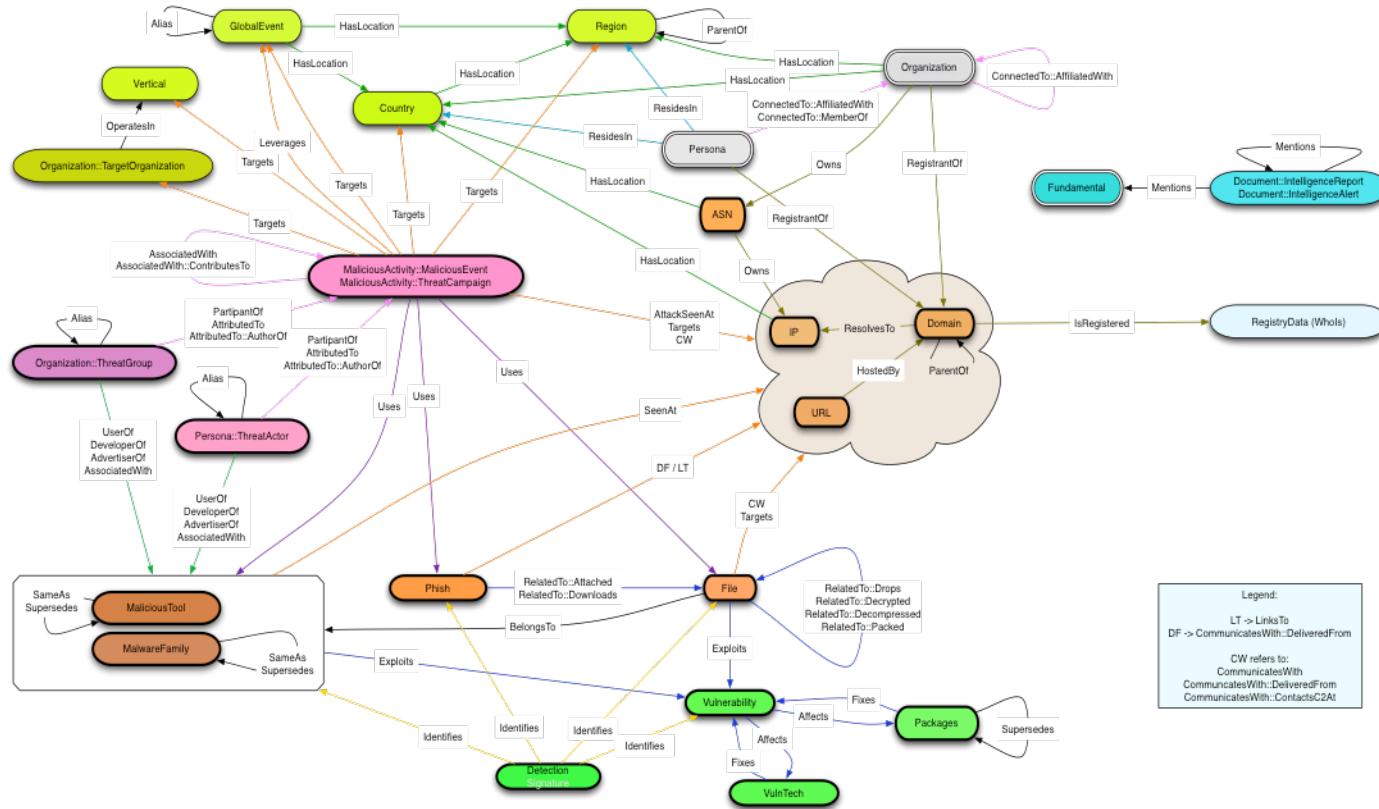 Alias
GlobalEvent
HasLocation
Region
ParentOf
HasLocation
HasLocation
HasLocation
HasLocation
Organization
ConnectedTo::AffiliatedWith
Vertical
Country
ResidesIn
ConnectedTo::AffiliatedWith
ConnectedTo::MemberOf
OperatesIn
Leverages
ResidesIn
Persona
Organization::TargetOrganization
Targets
Owns
RegistrantOf
Mentions
Targets
Targets
HasLocation
Fundamental
Mentions
Document::IntelligenceReport
Document::IntelligenceAlert
Targets
Targets
ASN
RegistrantOf
AssociatedWith
AssociatedWith::ContributesTo
MaliciousActivity::MaliciousEvent
MaliciousActivity::ThreatCampaign
HasLocation
Owns
Alias
PartipantOf
AttributedTo
AttributedTo::AuthorOf
PartipantOf
AttributedTo
AttributedTo::AuthorOf
AttackSeenAt
Targets
CW
IP
ResolvesTo
Domain
IsRegistered
RegistryData (WhoIs)
Organization::ThreatGroup
Alias
Uses
HostedBy
ParentOf
Uses
Uses
SeenAt
URL
Persona::ThreatActor
UserOf
DeveloperOf
AdvertiserOf
AssociatedWith
DF / LT
UserOf
DeveloperOf
AdvertiserOf
AssociatedWith
CW
Targets
SameAs
Supersedes
MaliciousTool
Phish
RelatedTo::Attached
RelatedTo::Downloads
File
RelatedTo::Drops
RelatedTo::Decrypted
RelatedTo::Decompressed
RelatedTo::Packed
MalwareFamily
SameAs
Supersedes
BelongsTo
Exploits
Exploits
Legend:
LT -> LinksTo
DF -> CommunicatesWith::DeliveredFrom
CW refers to:
CommunicatesWith
CommuncatesWith::DeliveredFrom
CommunicatesWith::ContactsC2At
Vulnerability
Fixes
Affects
Packages
Supersedes
Identifies
Identifies
Identifies
Identifies
Affects
Fixes
Detection
Signature
VulnTech